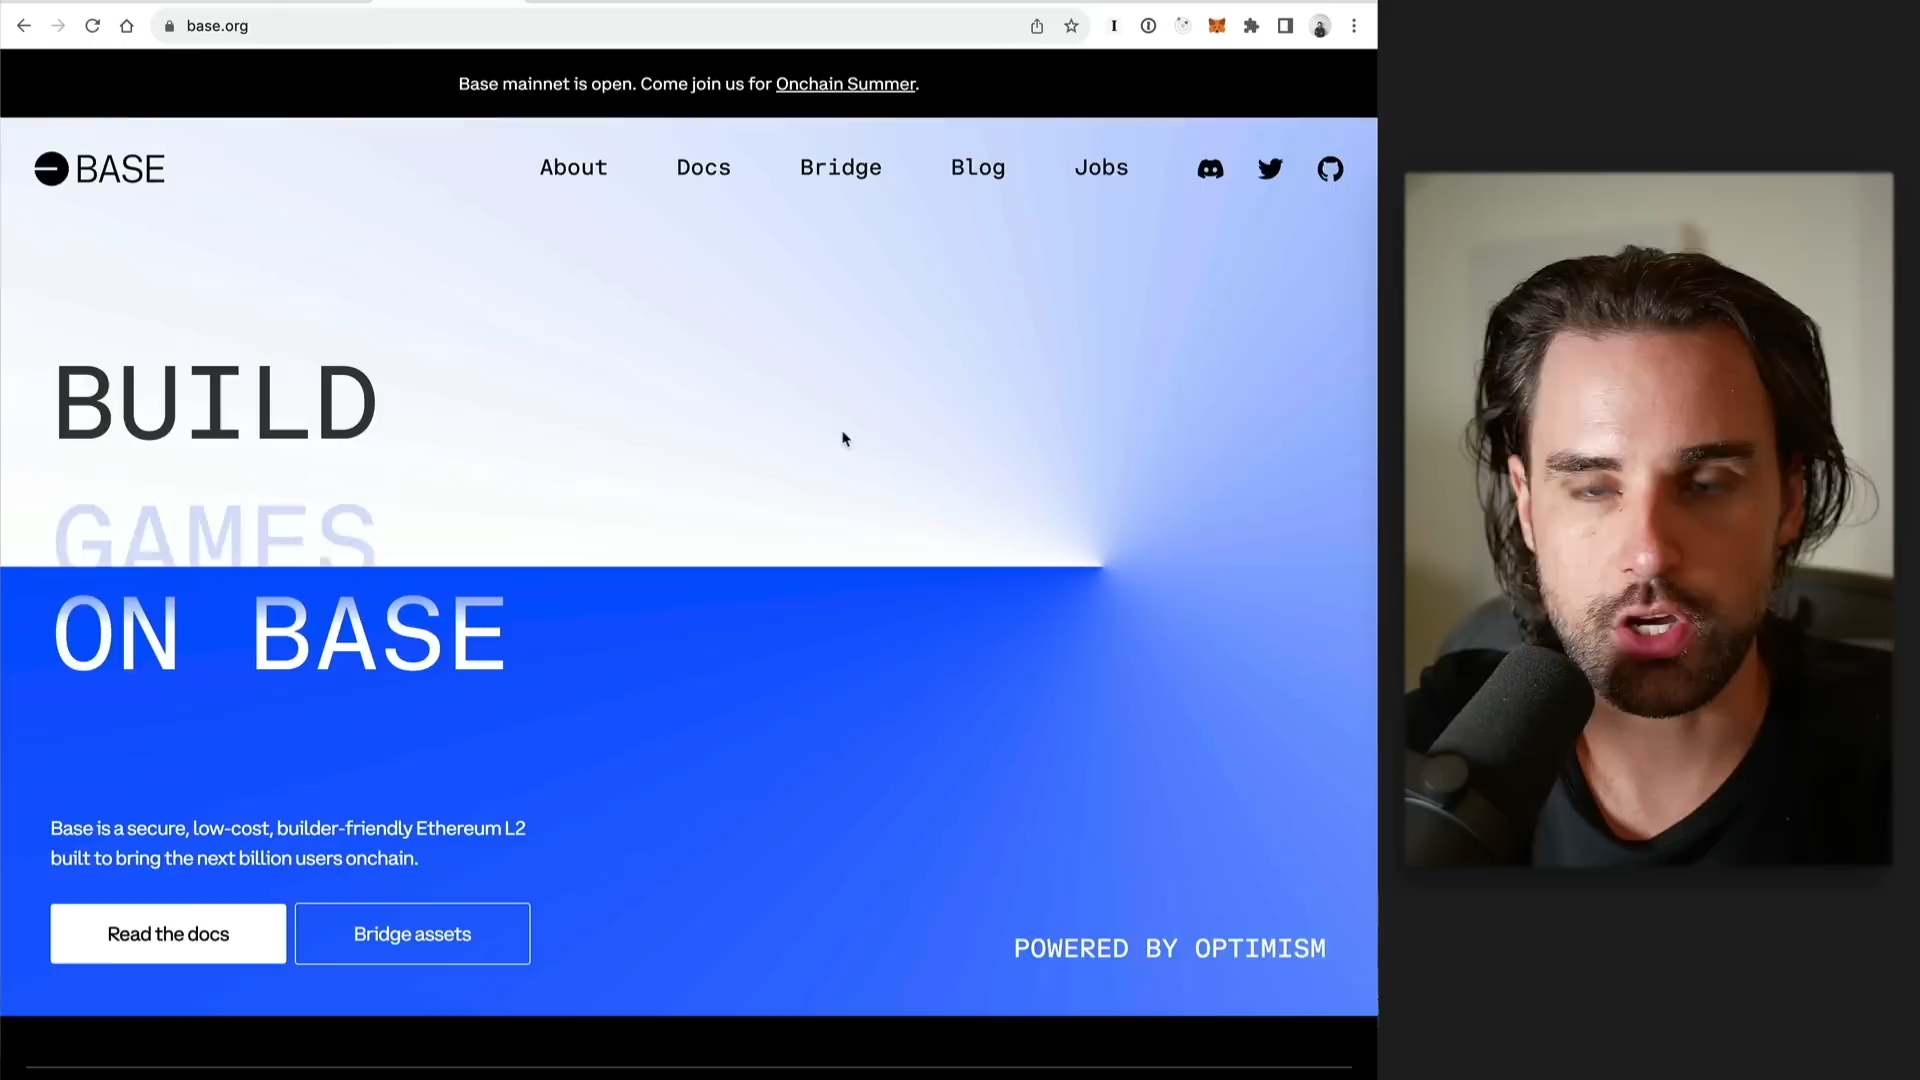 base.org
Base mainnet is open. Come join us for Onchain Summer.
BASE
About Docs Bridge Blog Jobs
BUILD
GAMES
ON BASE
Base is a secure, low-cost, builder-friendly Ethereum L2
built to bring the next billion users onchain.
Read the docs Bridge assets
POWERED BY OPTIMISM